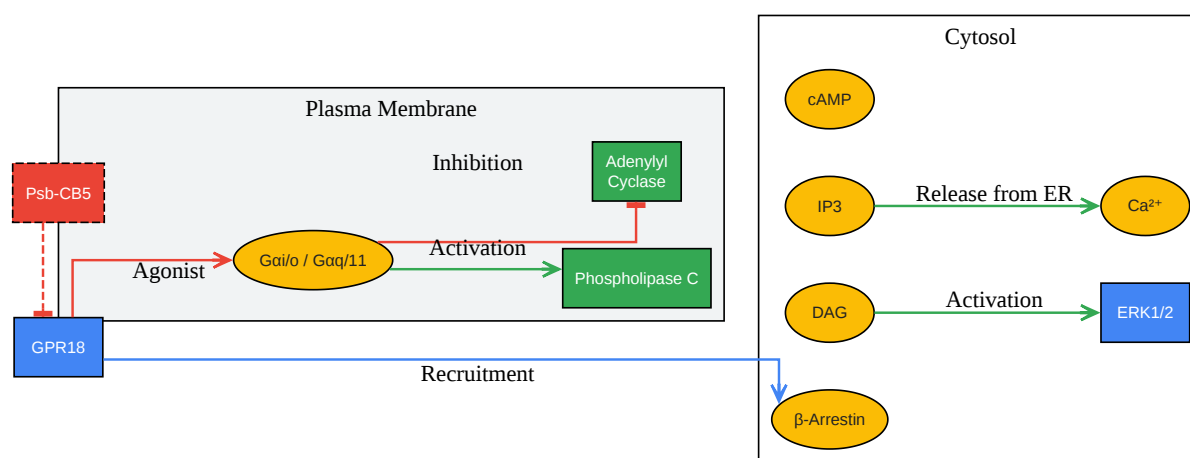 Cytosol
cAMP
Plasma Membrane
Inhibition
Adenylyl
Cyclase
Psb-CB5
IP3
Release from ER
Ca²⁺
Gαi/o / Gαq/11
Activation
Agonist
Phospholipase C
DAG
Activation
ERK1/2
GPR18
Recruitment
β-Arrestin